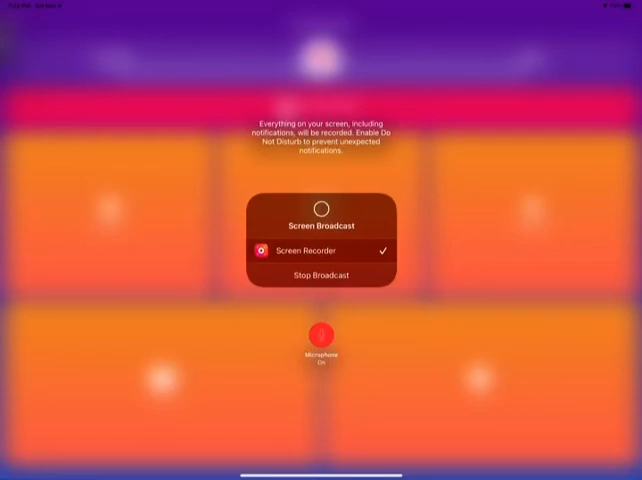 Everything on your screen, including
notifications, will be recorded. Enable Do
Not Disturb to prevent unexpected
notifications.
Screen Broadcast
Screen Recorder
Stop Broadcast
Microphone
On